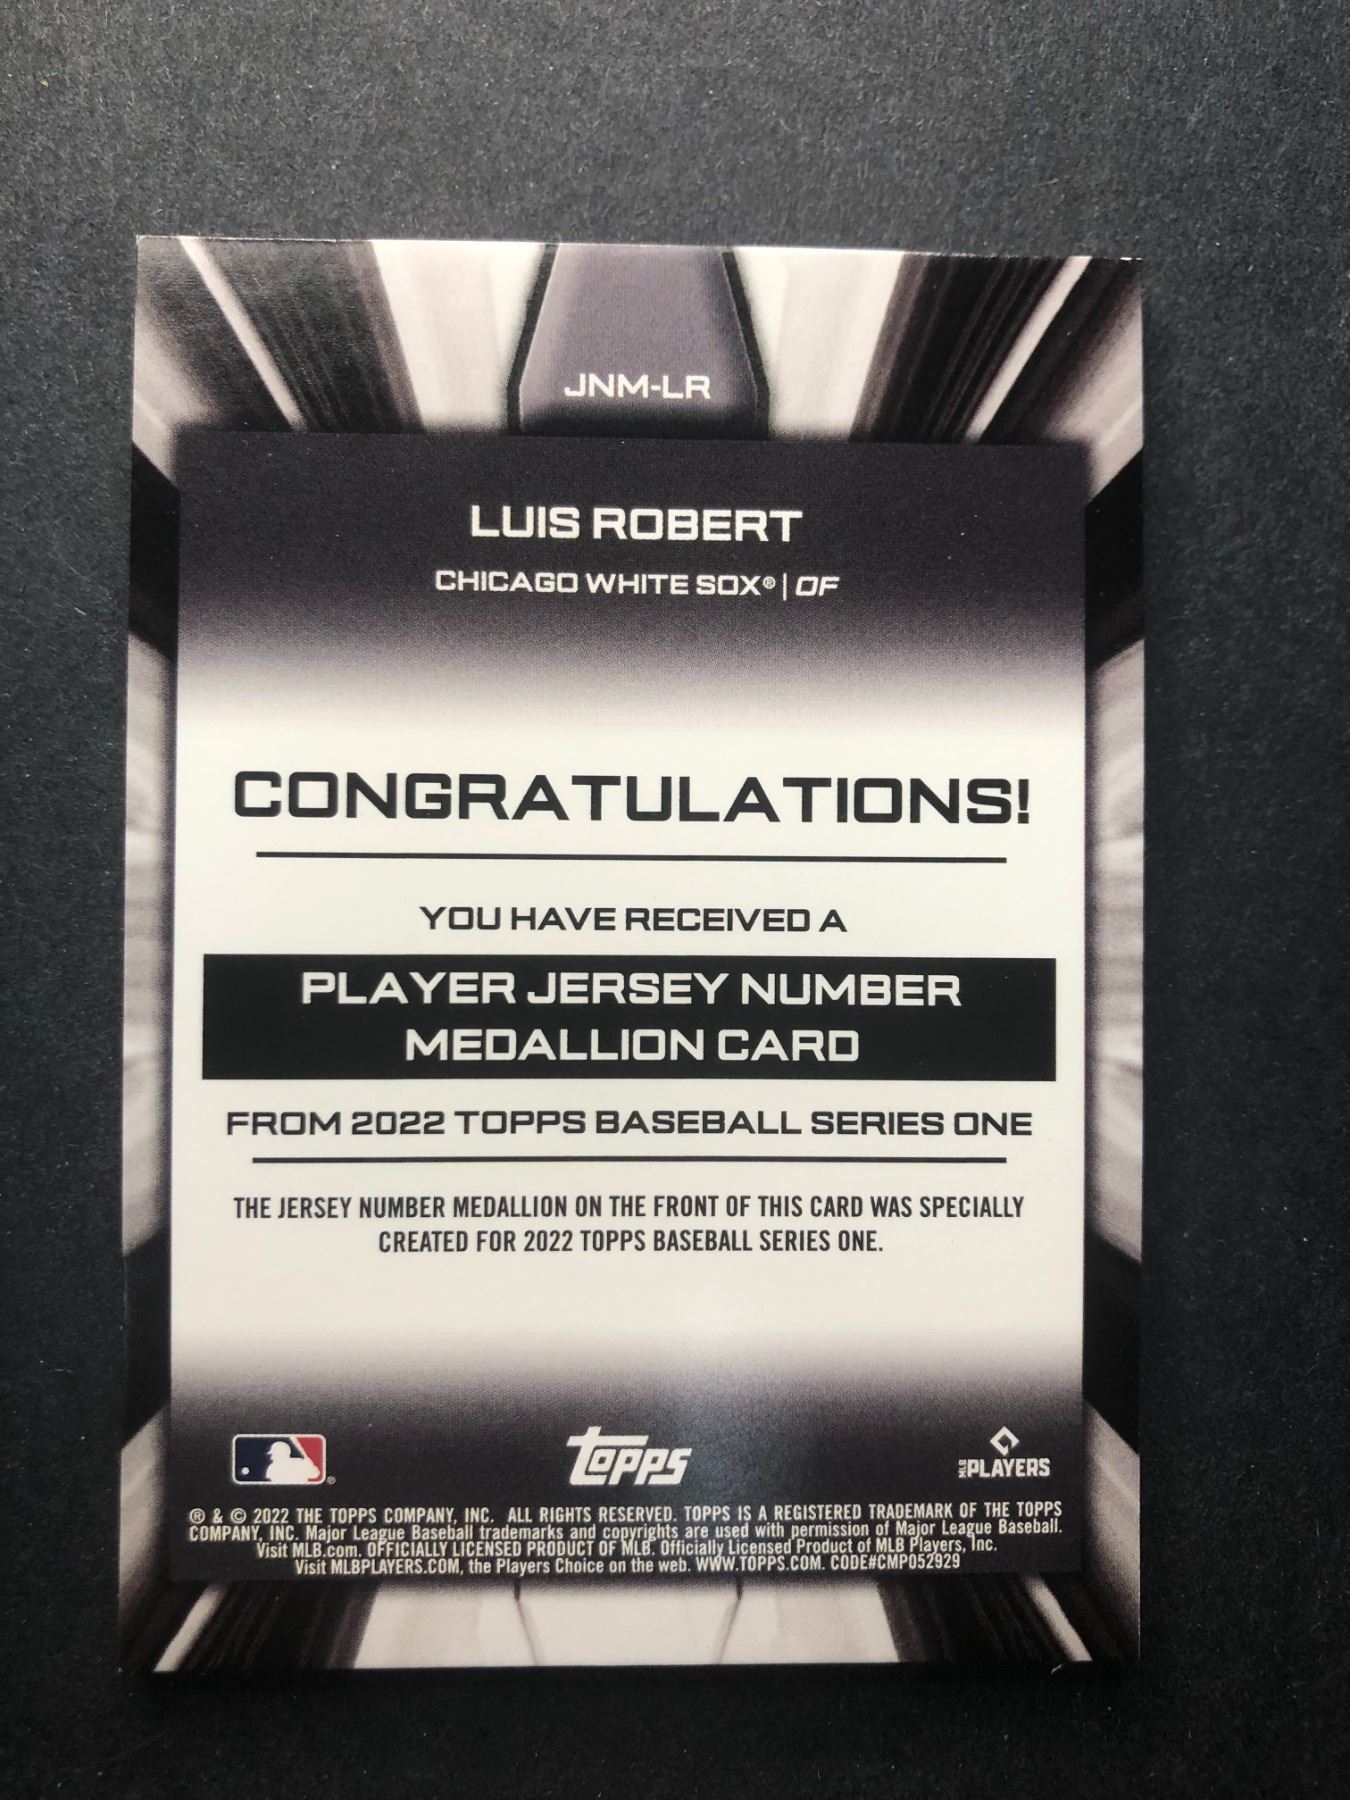 JNM-LR
LUIS ROBERT
CHICAGO WHITE SOX® | OF
CONGRATULATIONS!
YOU HAVE RECEIVED A
PLAYER JERSEY NUMBER
MEDALLION CARD
FROM 2022 TOPPS BASEBALL SERIES ONE
THE JERSEY NUMBER MEDALLION ON THE FRONT OF THIS CARD WAS SPECIALLY
CREATED FOR 2022 TOPPS BASEBALL SERIES ONE.
® topps MLB PLAYERS
® & © 2022 THE TOPPS COMPANY, INC. ALL RIGHTS RESERVED. TOPPS IS A REGISTERED TRADEMARK OF THE TOPPS
COMPANY, INC. Major League Baseball trademarks and copyrights are used with permission of Major League Baseball.
Visit MLB.com. OFFICIALLY LICENSED PRODUCT OF MLB. Officially Licensed Product of MLB Players, Inc.
Visit MLBPLAYERS.COM, the Players Choice on the web. WWW.TOPPS.COM. CODE#CMP052929